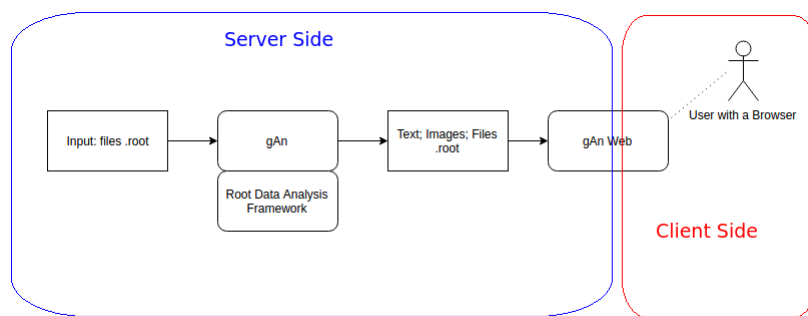 Server Side
Input: files .root
gAn
Root Data Analysis
Framework
Text; Images; Files
.root
gAn Web
User with a Browser
Client Side